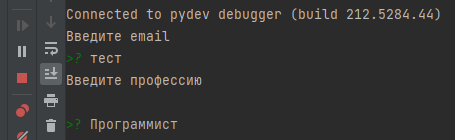 Connected to pydev debugger (build 212.5284.44)
Введите email
>? тест
Введите профессию
>? Программист